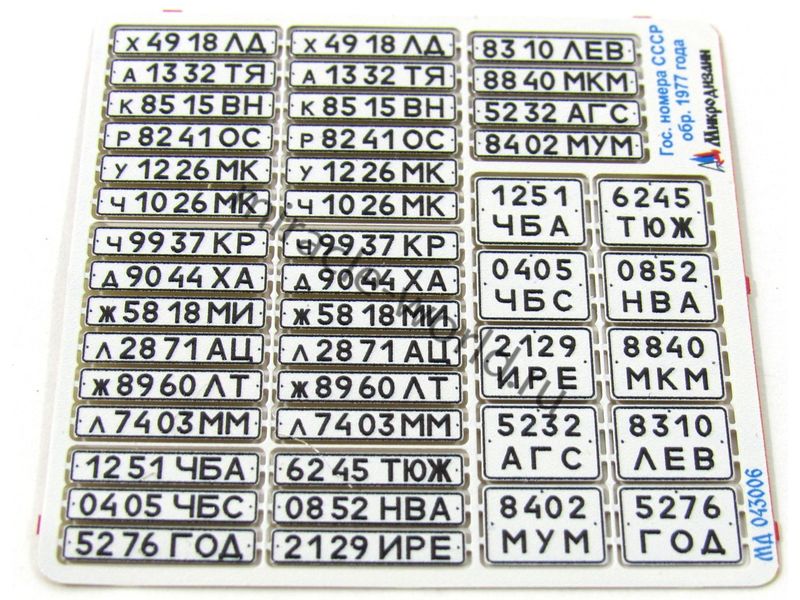 х 49 18 ЛД
х 49 18 ЛД
83 10 ЛЕВ
А 13 32 ТЯ
А 13 32 ТЯ
88 40 МКМ
К 85 15 ВН
К 85 15 ВН
52 32 АГС
Р 82 41 ОС
Р 82 41 ОС
84 02 МУМ
У 12 26 МК
У 12 26 МК
Ч 10 26 МК
Ч 10 26 МК
Ч 99 37 КР
Ч 99 37 КР
Д 90 44 ХА
Д 90 44 ХА
Ж 58 18 МИ
Ж 58 18 МИ
Л 28 71 АЦ
Л 28 71 АЦ
Ж 89 60 ЛТ
Ж 89 60 ЛТ
Л 74 03 ММ
Л 74 03 ММ
12 51 ЧБА
62 45 ТЮЖ
04 05 ЧБС
08 52 НВА
52 76 ГОД
21 29 ИРЕ
1251
ЧБА
6245
ТЮЖ
0405
ЧБС
0852
НВА
2129
ИРЕ
8840
МКМ
5232
АГС
8310
ЛЕВ
8402
МУМ
5276
ГОД
Гос. номера СССР
обр. 1977 года
Микродизайн
МД 043006
miracle-world.ru